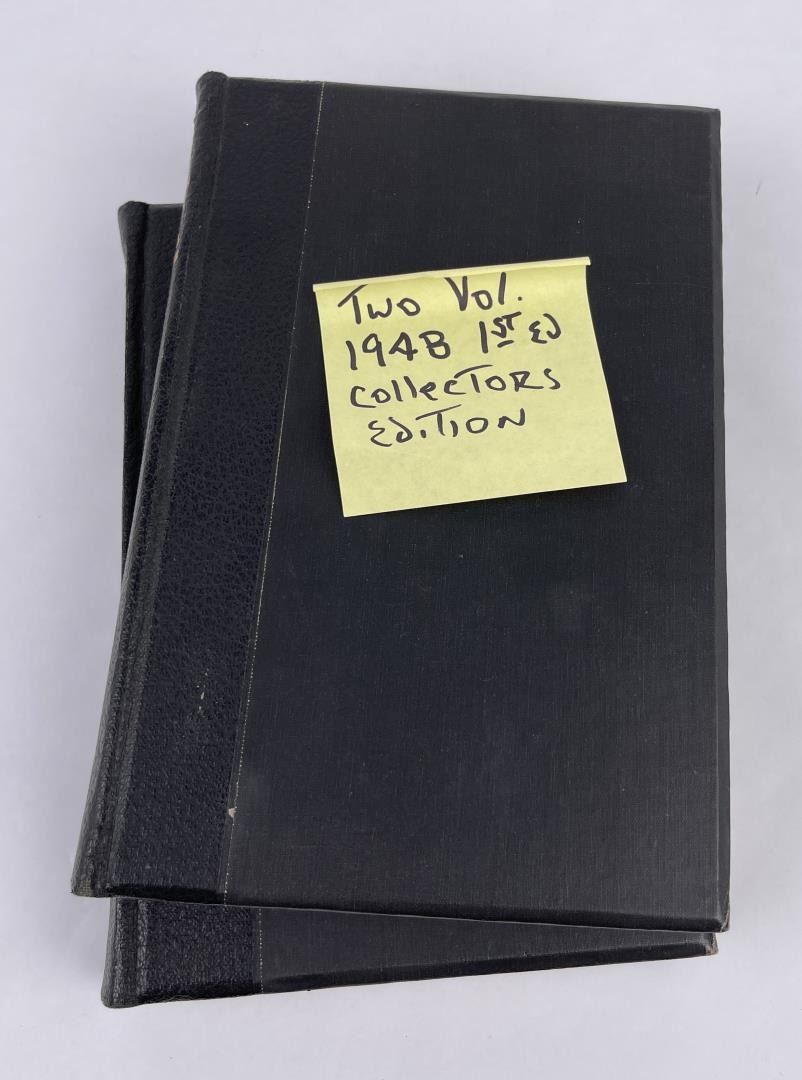 Two Vol.
1948 1ST ED
COLLECTORS
EDITION